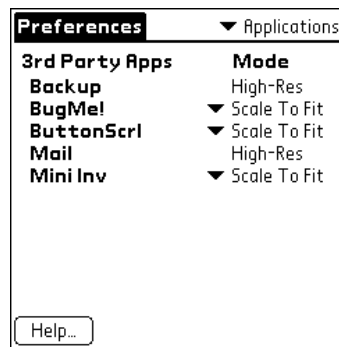 Preferences Applications
3rd Party Apps Mode
Backup High-Res
BugMe! Scale To Fit
ButtonScrl Scale To Fit
Mail High-Res
Mini Inv Scale To Fit
Help...